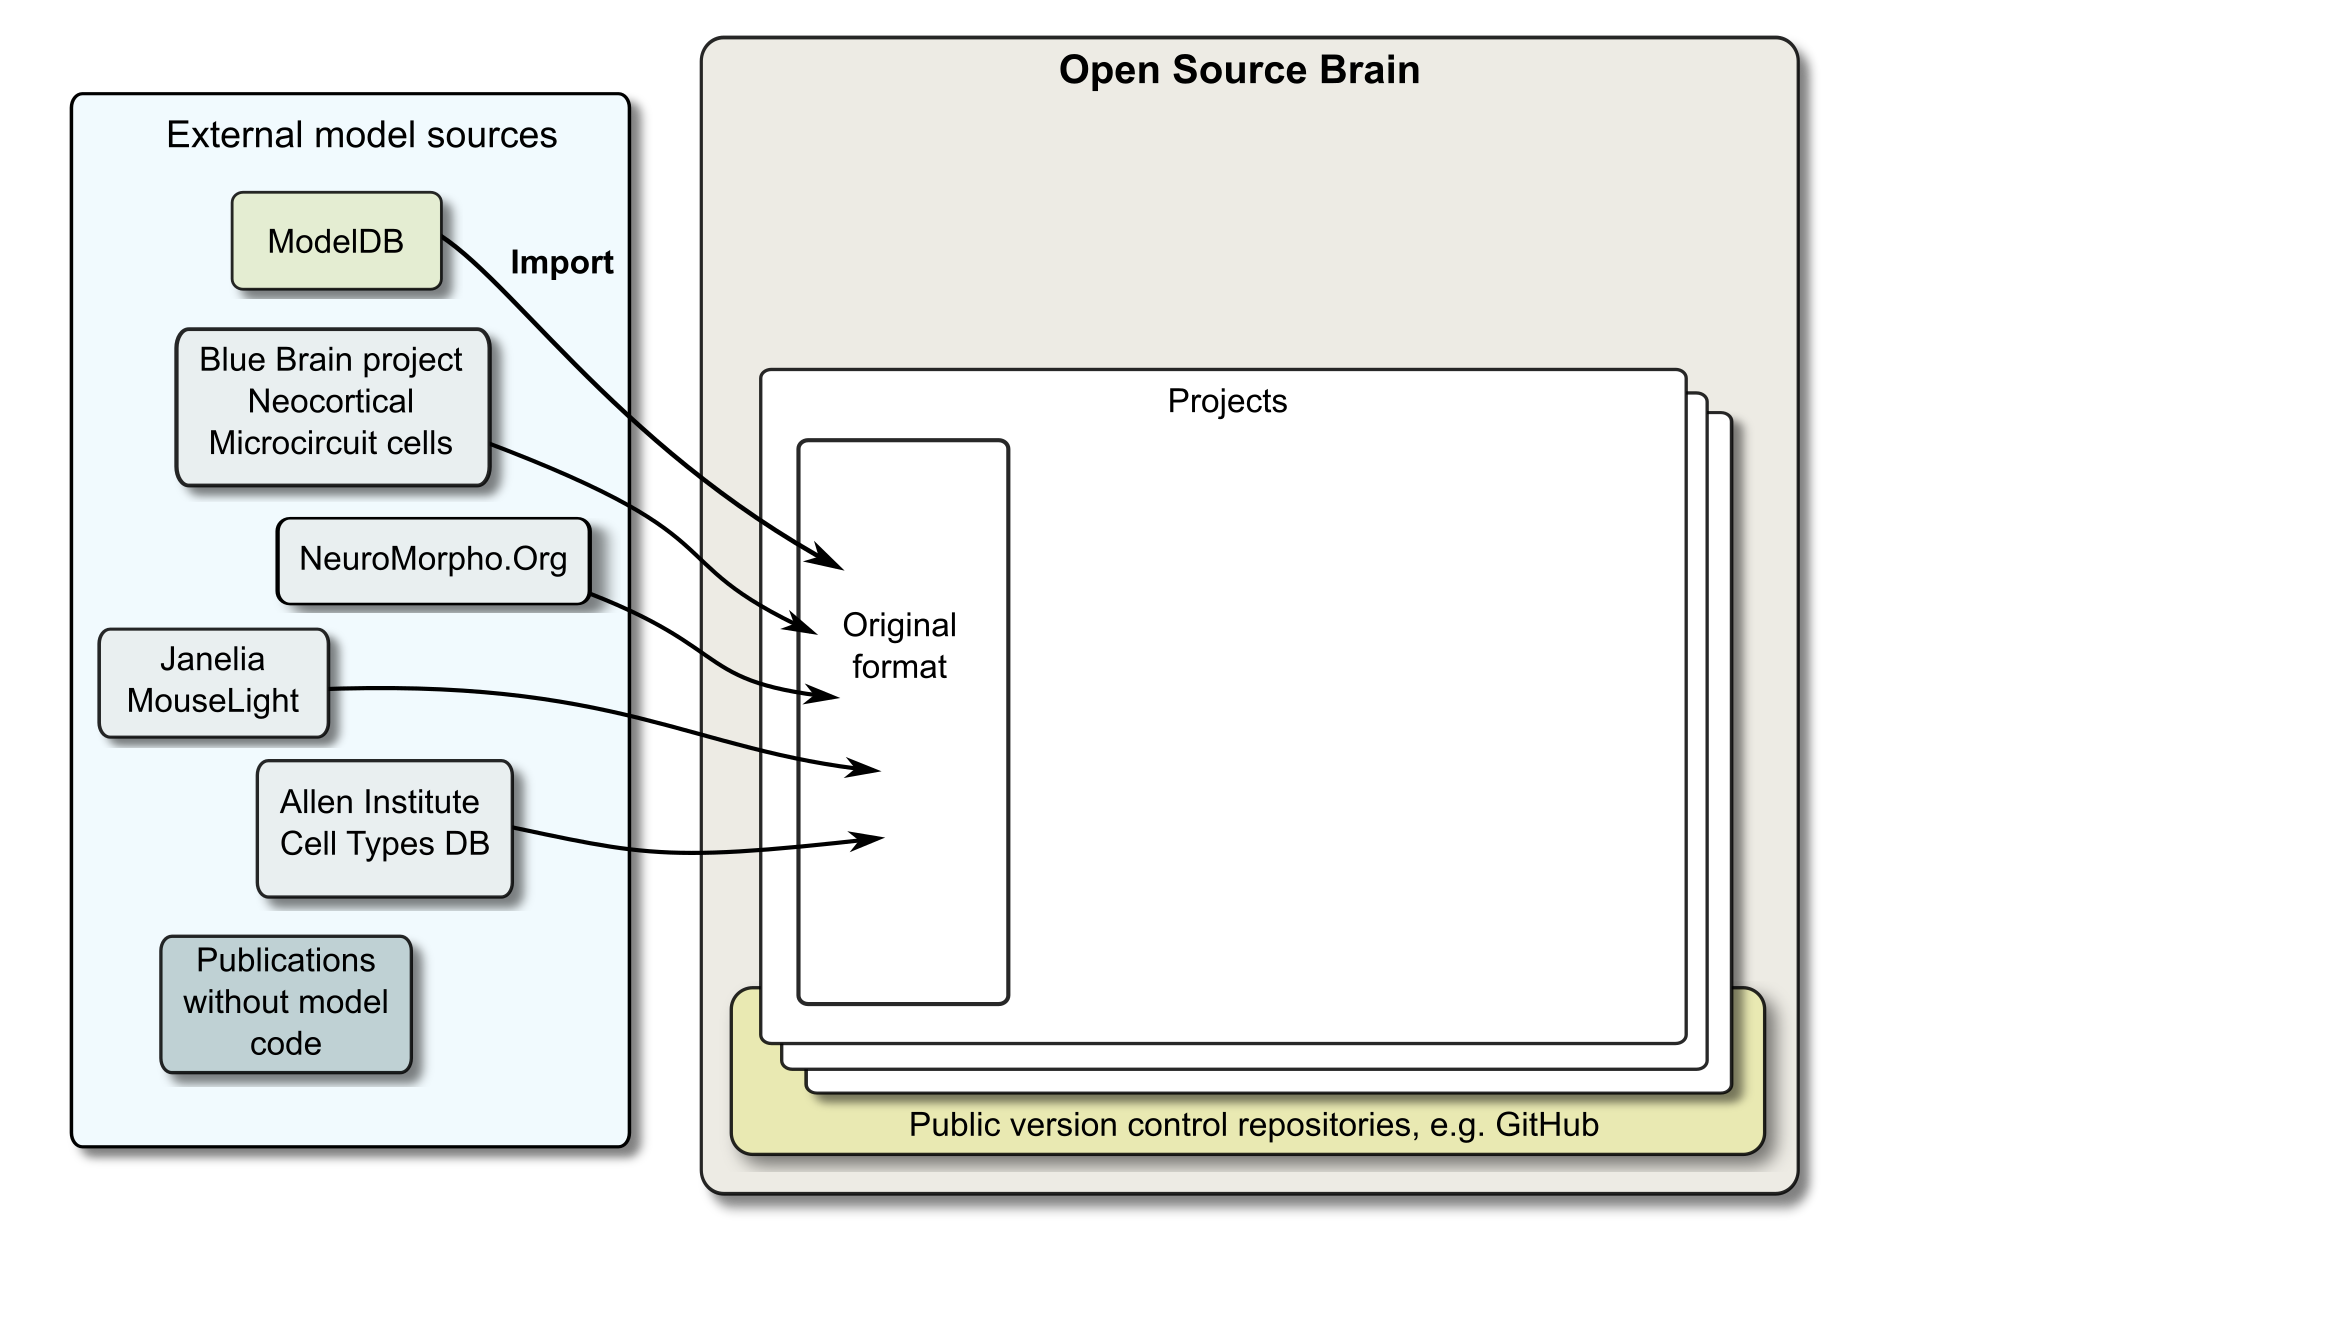 Open Source Brain
External model sources
ModelDB
Import
Blue Brain project
Neocortical
Microcircuit cells
NeuroMorpho.Org
Janelia
MouseLight
Allen Institute
Cell Types DB
Publications
without model
code
Projects
Original
format
Public version control repositories, e.g. GitHub